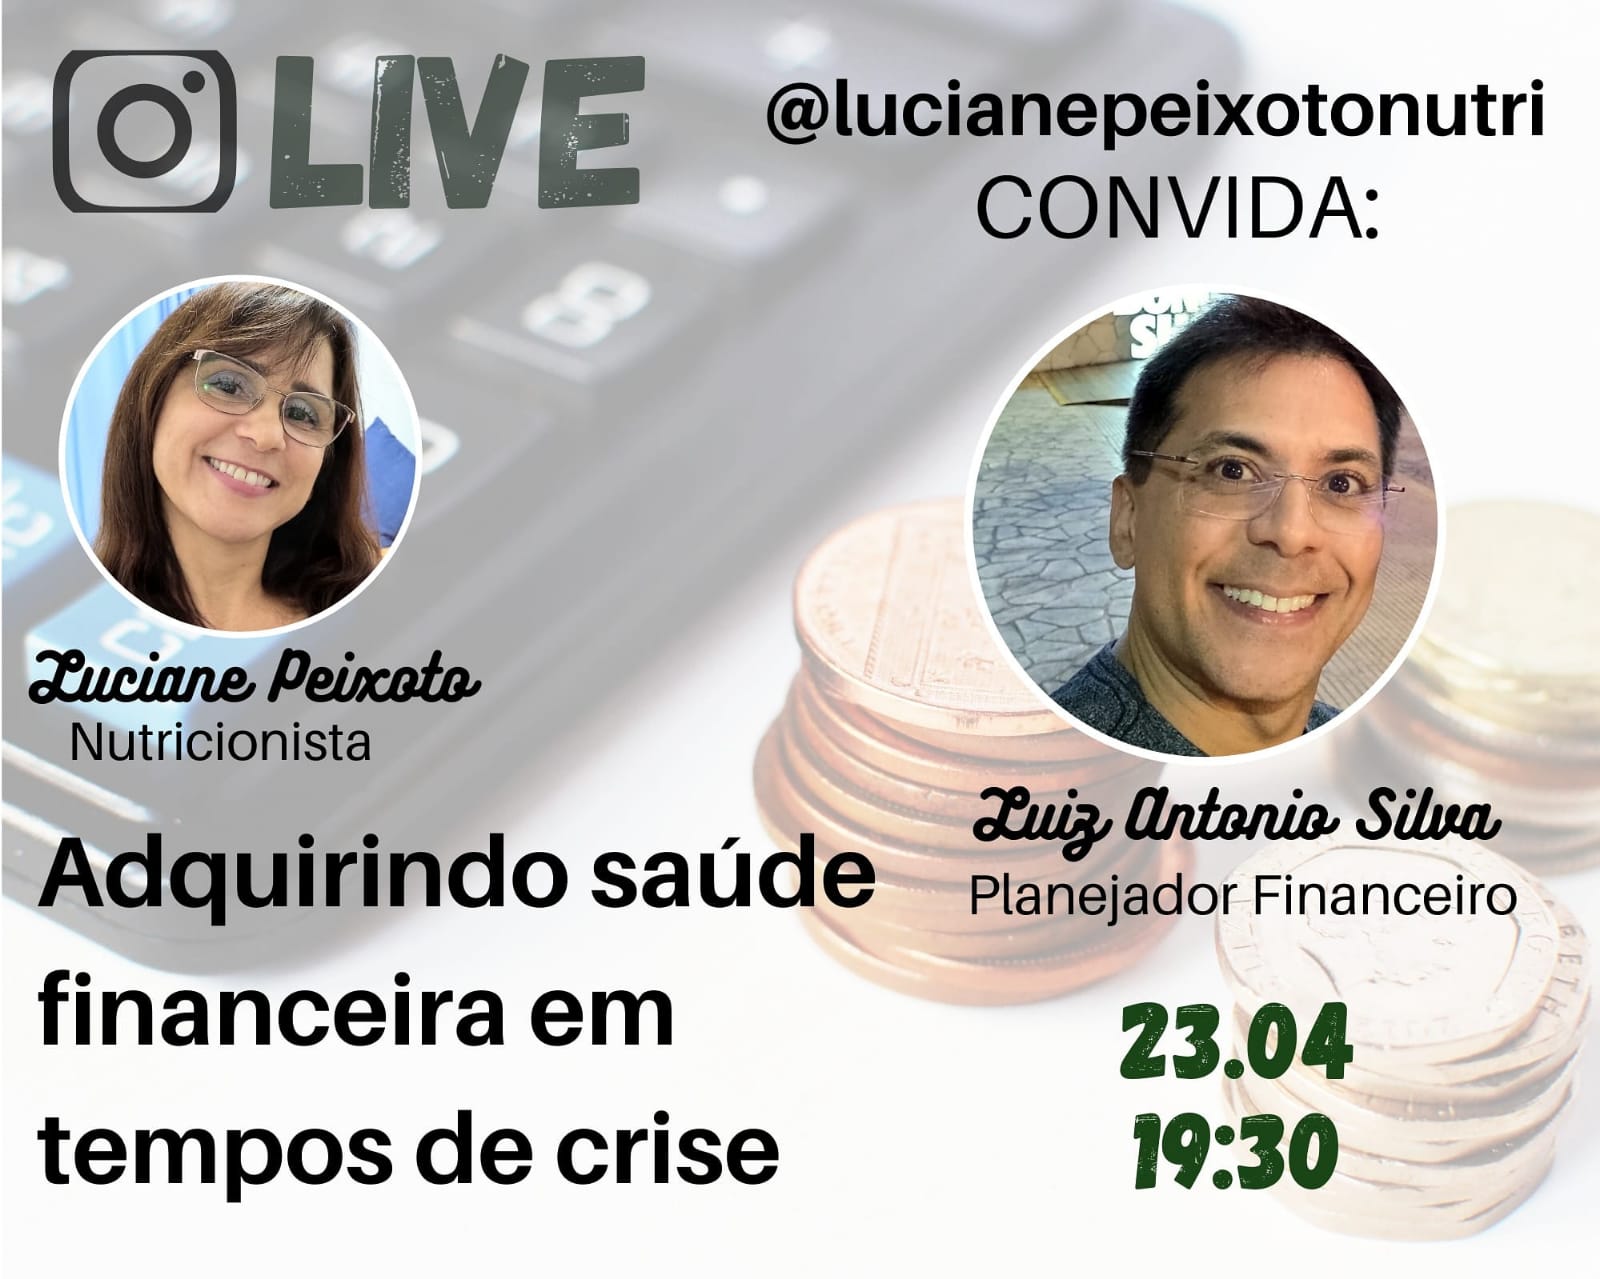 LIVE
@lucianepeixotonutri
CONVIDA:
Luciane Peixoto
Nutricionista
Luiz Antonio Silva
Planejador Financeiro
Adquirindo saúde
financeira em
tempos de crise
23.04
19:30